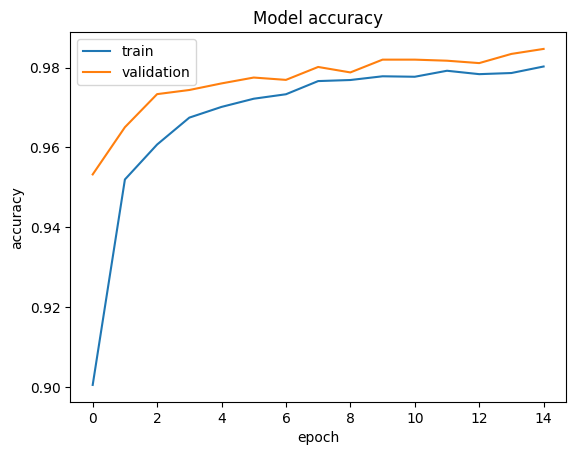 Model accuracy
train
validation
0.98
0.96
0.94
0.92
0.90
accuracy
0 2 4 6 8 10 12 14
epoch